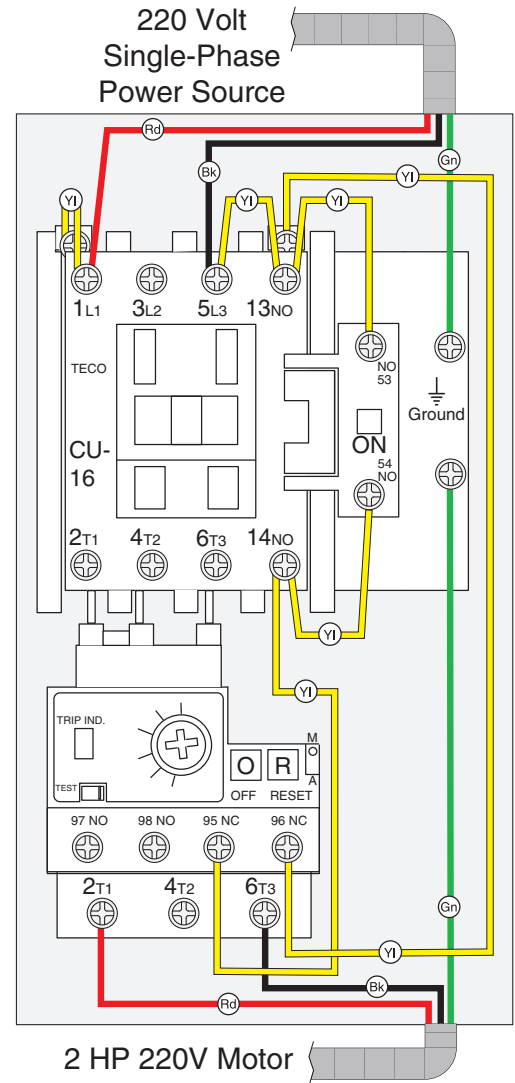 220 Volt
Single-Phase
Power Source
Rd
Gn
Bk
Yl
Yl
Yl
Yl
1L1 3L2 5L3 13NO
TECO
NO
53
Ground
CU-
16
ON
54
NO
2T1 4T2 6T3 14NO
Yl
Yl
TRIP IND.
M
O R
A
TEST
OFF RESET
97 NO 98 NO 95 NC 96 NC
2T1 4T2 6T3
Gn
Yl
Bk
Rd
2 HP 220V Motor